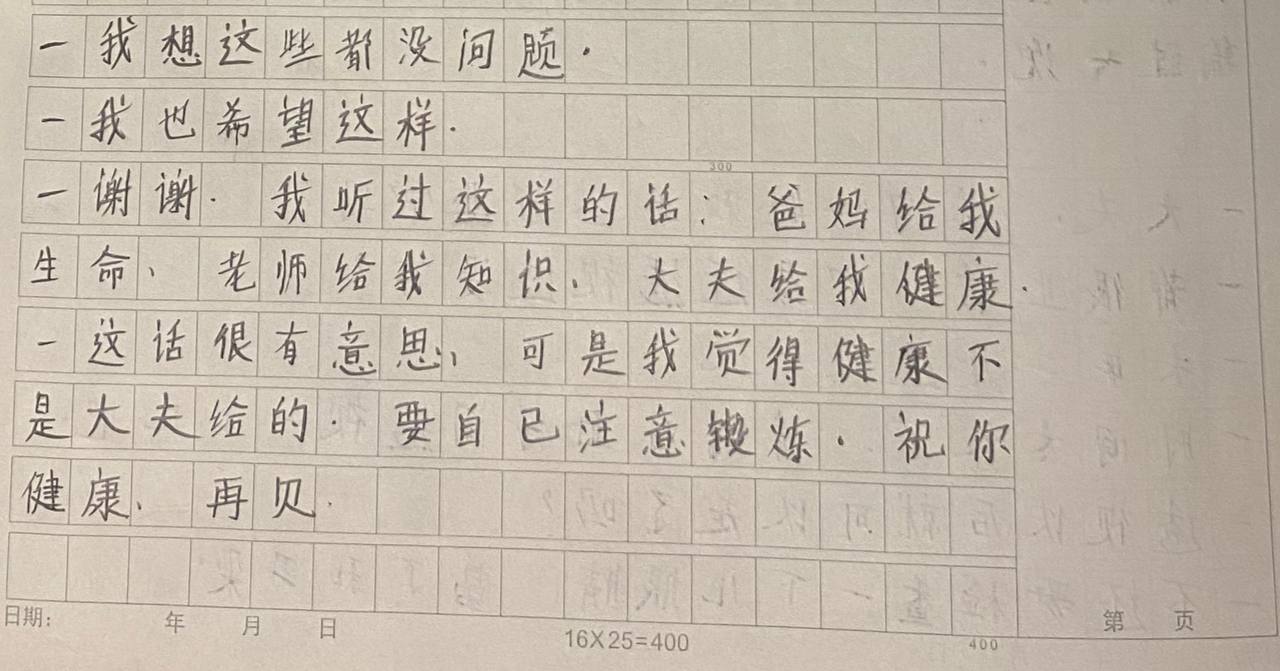 一我想这些都没问题.
一我也希望这样.
300
一谢谢. 我听过这样的话: 爸妈给我
生命、老师给我知识、大夫给我健康.
一这话很有意思, 可是我觉得健康不
是大夫给的. 要自已注意锻炼. 祝你
健康、再贝.
日期: 年 月 日
16X25=400
400
第 页